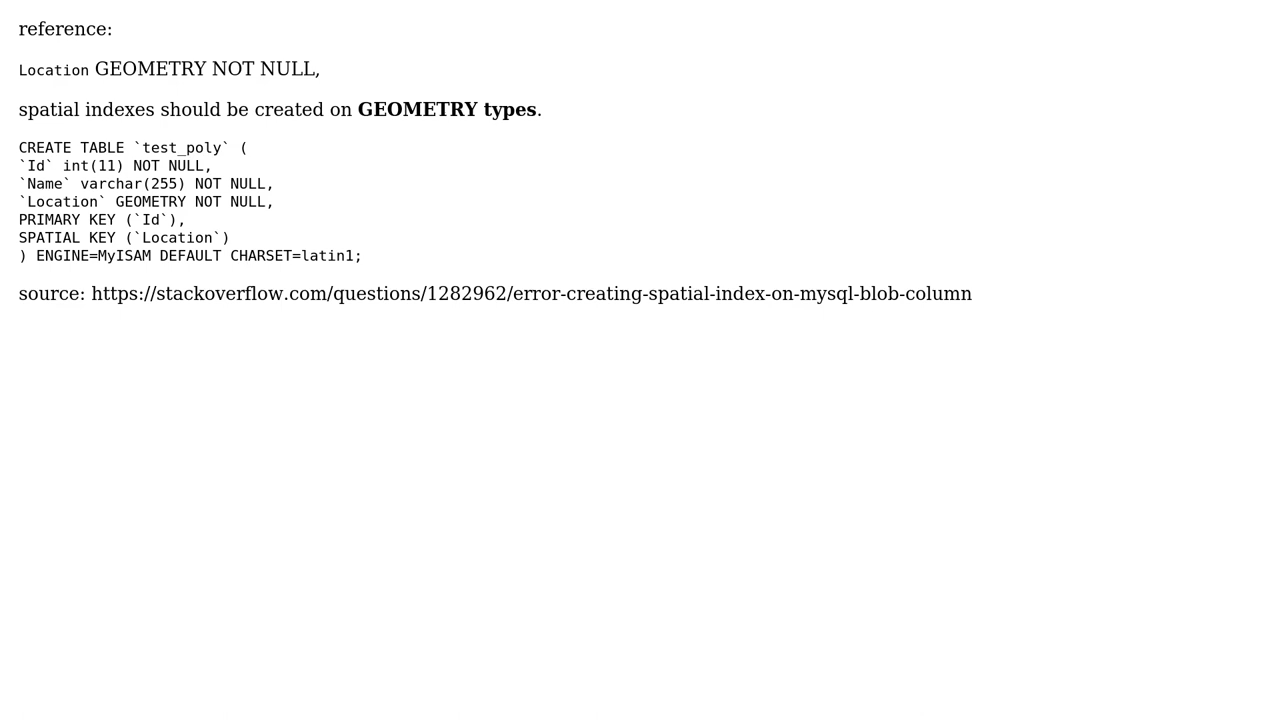 reference:
Location GEOMETRY NOT NULL,
spatial indexes should be created on GEOMETRY types.
CREATE TABLE `test_poly` (
`Id` int(11) NOT NULL,
`Name` varchar(255) NOT NULL,
`Location` GEOMETRY NOT NULL,
PRIMARY KEY (`Id`),
SPATIAL KEY (`Location`)
) ENGINE=MyISAM DEFAULT CHARSET=latin1;
source: https://stackoverflow.com/questions/1282962/error-creating-spatial-index-on-mysql-blob-column